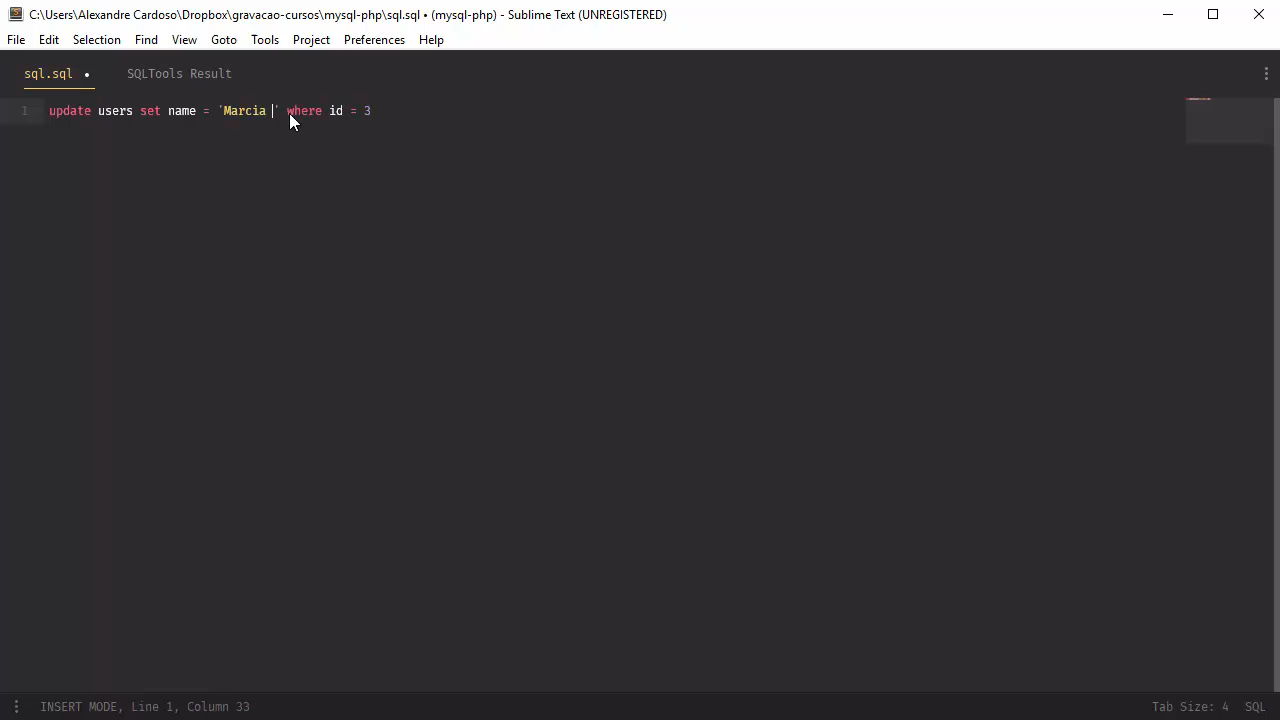 C:\Users\Alexandre Cardoso\Dropbox\gravacao-cursos\mysql-php\sql.sql • (mysql-php) - Sublime Text (UNREGISTERED)
File Edit Selection Find View Goto Tools Project Preferences Help
sql.sql • SQLTools Result
1 update users set name = 'Marcia ' where id = 3
INSERT MODE, Line 1, Column 33 Tab Size: 4 SQL